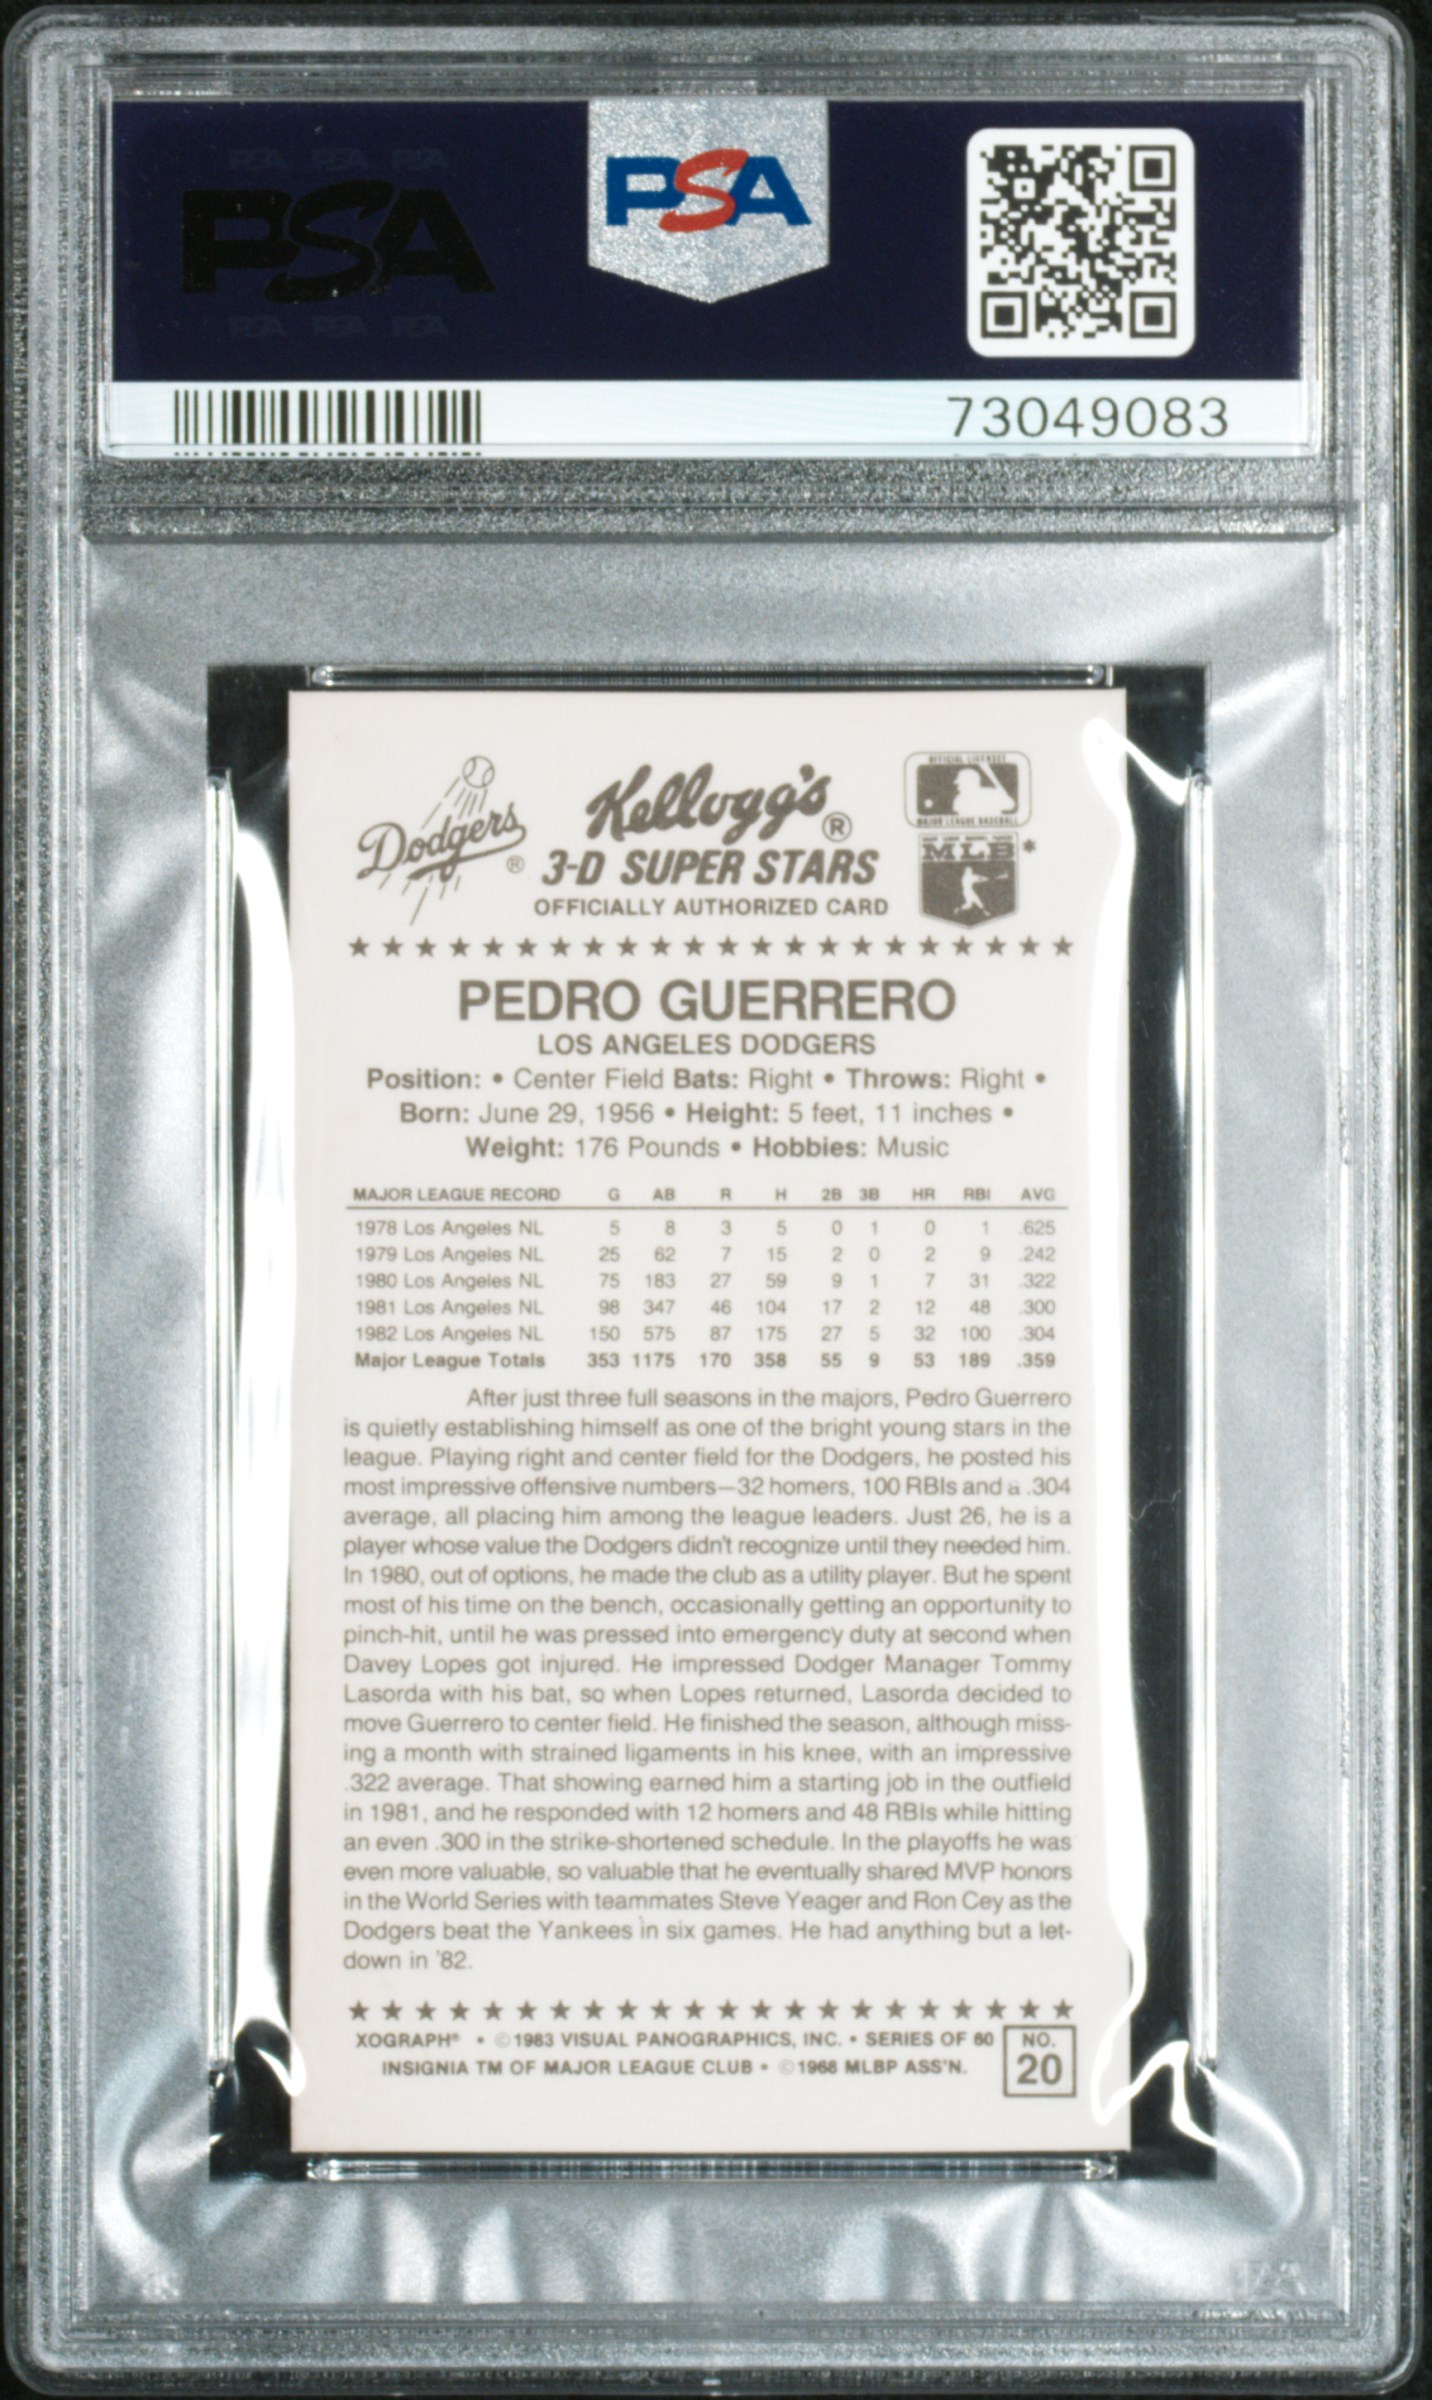 PSA PSA PSA
PSA
PSA PSA PSA
PSA
73049083
Dodgers ®
Kellogg's ®
3-D SUPER STARS
OFFICIALLY AUTHORIZED CARD
OFFICIAL LICENSEE
MAJOR LEAGUE BASEBALL
MLB*
★ ★ ★ ★ ★ ★ ★ ★ ★ ★ ★ ★ ★ ★ ★ ★ ★ ★ ★ ★ ★ ★
PEDRO GUERRERO
LOS ANGELES DODGERS
Position: • Center Field Bats: Right • Throws: Right •
Born: June 29, 1956 • Height: 5 feet, 11 inches •
Weight: 176 Pounds • Hobbies: Music
MAJOR LEAGUE RECORD G AB R H 2B 3B HR RBI AVG
1978 Los Angeles NL 5 8 3 5 0 1 0 1 .625
1979 Los Angeles NL 25 62 7 15 2 0 2 9 .242
1980 Los Angeles NL 75 183 27 59 9 1 7 31 .322
1981 Los Angeles NL 98 347 46 104 17 2 12 48 .300
1982 Los Angeles NL 150 575 87 175 27 5 32 100 .304
Major League Totals 353 1175 170 358 55 9 53 189 .359
After just three full seasons in the majors, Pedro Guerrero
is quietly establishing himself as one of the bright young stars in the
league. Playing right and center field for the Dodgers, he posted his
most impressive offensive numbers—32 homers, 100 RBIs and a .304
average, all placing him among the league leaders. Just 26, he is a
player whose value the Dodgers didn't recognize until they needed him.
In 1980, out of options, he made the club as a utility player. But he spent
most of his time on the bench, occasionally getting an opportunity to
pinch-hit, until he was pressed into emergency duty at second when
Davey Lopes got injured. He impressed Dodger Manager Tommy
Lasorda with his bat, so when Lopes returned, Lasorda decided to
move Guerrero to center field. He finished the season, although miss-
ing a month with strained ligaments in his knee, with an impressive
.322 average. That showing earned him a starting job in the outfield
in 1981, and he responded with 12 homers and 48 RBIs while hitting
an even .300 in the strike-shortened schedule. In the playoffs he was
even more valuable, so valuable that he eventually shared MVP honors
in the World Series with teammates Steve Yeager and Ron Cey as the
Dodgers beat the Yankees in six games. He had anything but a let-
down in '82.
★ ★ ★ ★ ★ ★ ★ ★ ★ ★ ★ ★ ★ ★ ★ ★ ★ ★ ★ ★ ★ ★
XOGRAPH® • ©1983 VISUAL PANOGRAPHICS, INC. • SERIES OF 60
INSIGNIA TM OF MAJOR LEAGUE CLUB • ©1968 MLBP ASS'N.
NO.
20